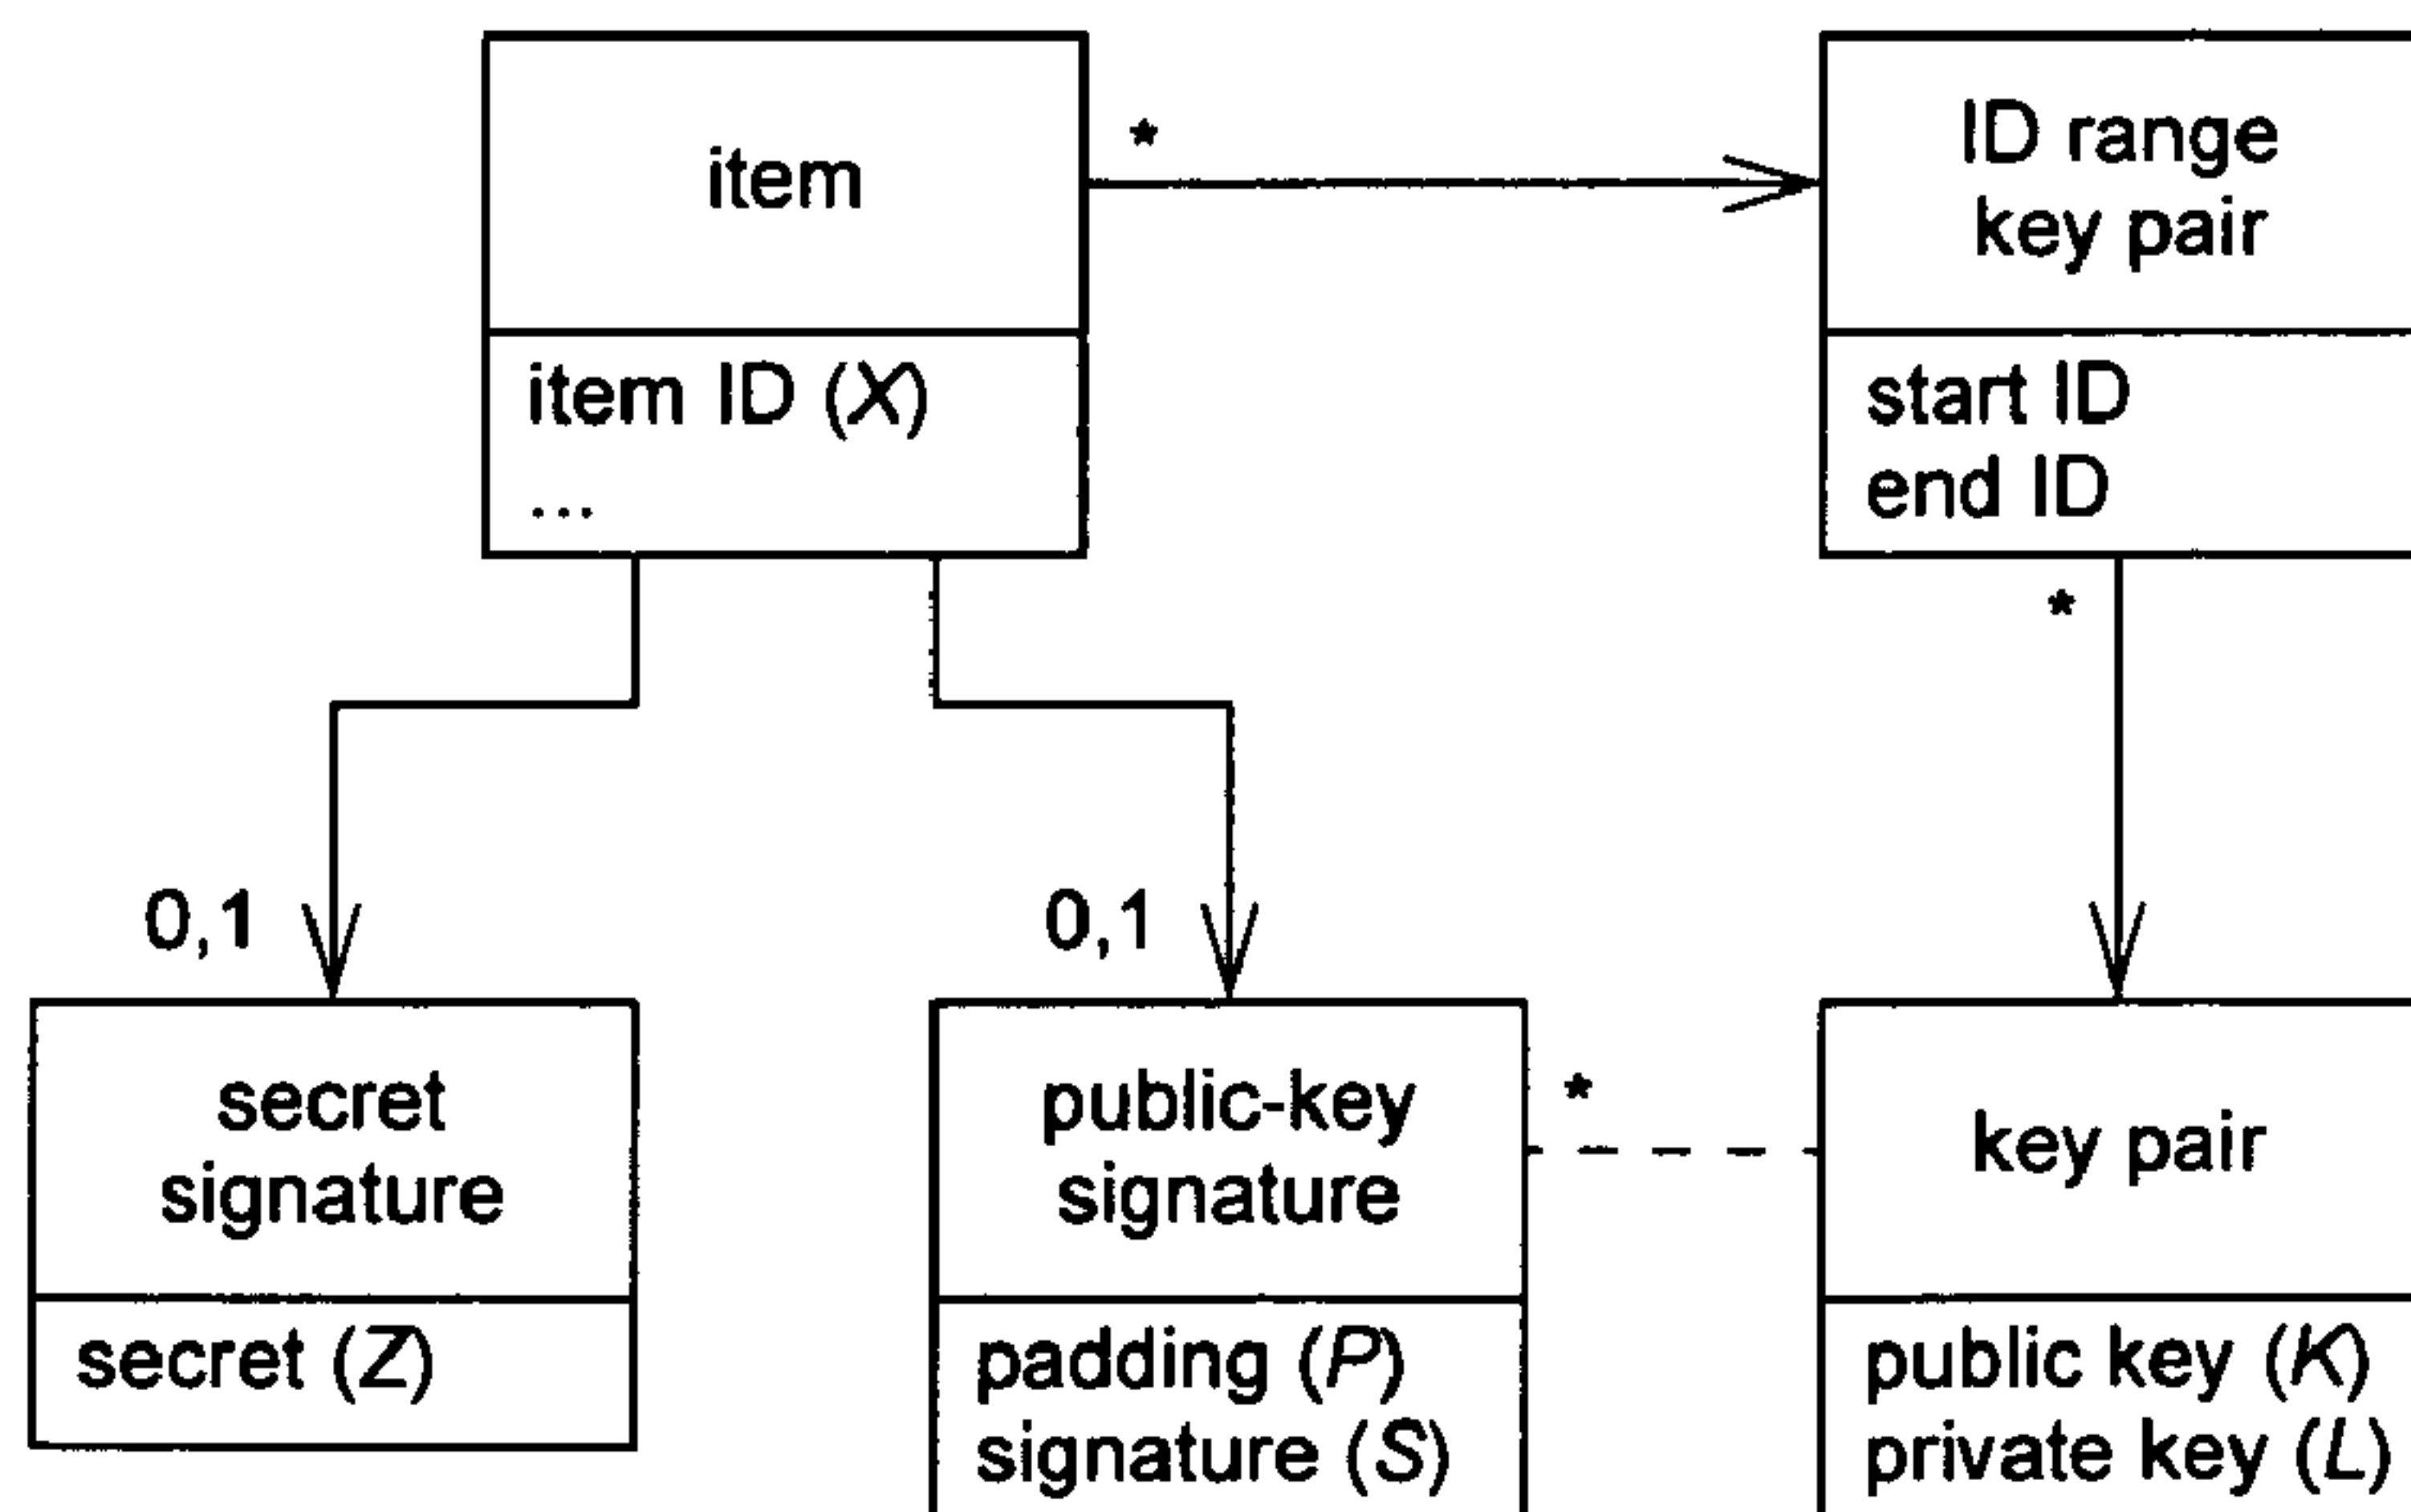 item
*
ID range
key pair
item ID (X)
...
start ID
end ID
*
0,1
0,1
secret
signature
public-key
signature
*
key pair
secret (Z)
padding (P)
signature (S)
public key (K)
private key (L)